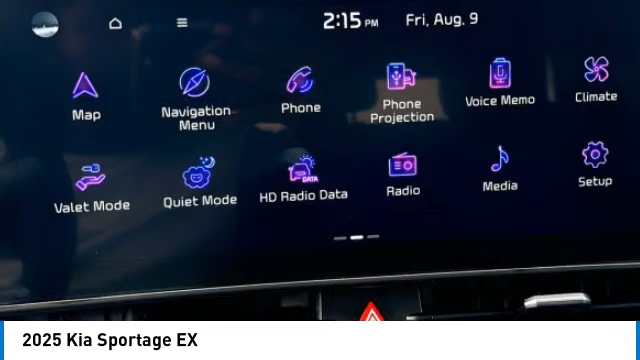 2:15 PM Fri, Aug. 9
Map
Navigation
Menu
Phone
Phone
Projection
Voice Memo
Climate
Valet Mode
Quiet Mode
DATA
HD Radio Data
Radio
Media
Setup
2025 Kia Sportage EX